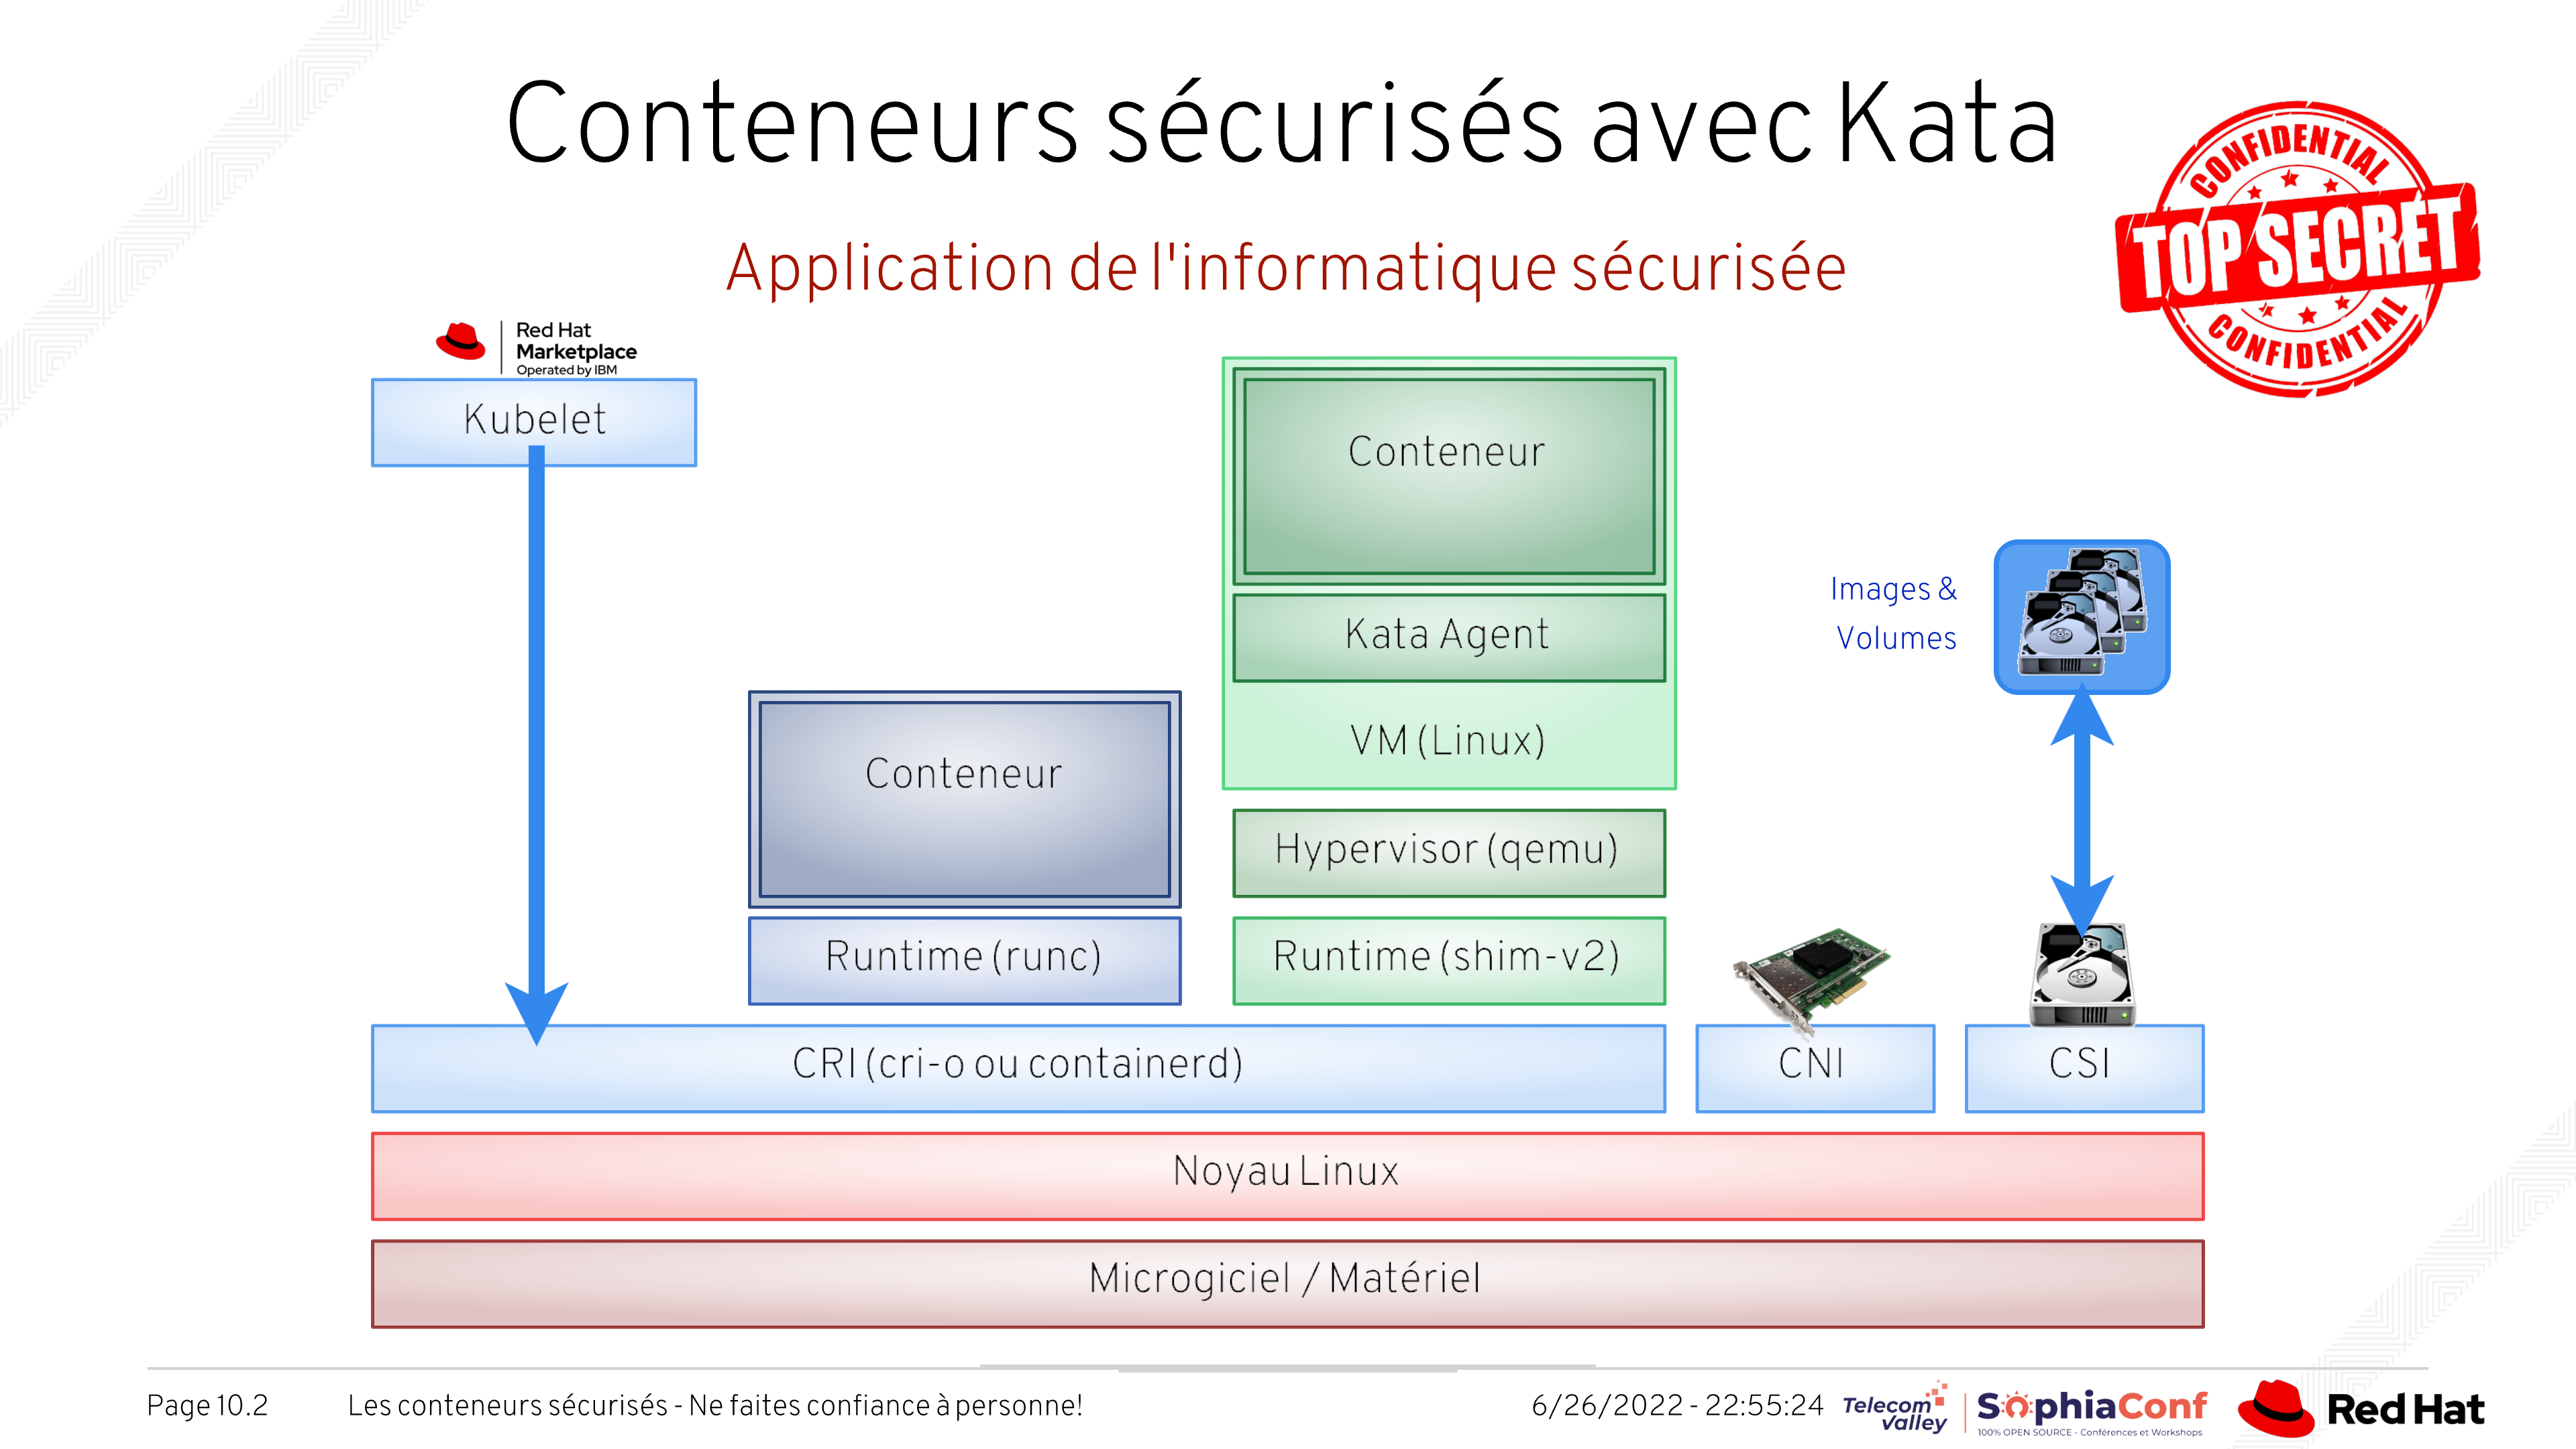 Conteneurs sécurisés avec Kata
Application de l'informatique sécurisée
CONFIDENTIAL
TOP SECRET
CONFIDENTIAL
Red Hat
Marketplace
Operated by IBM
Kubelet
Conteneur
Kata Agent
VM (Linux)
Hypervisor (qemu)
Runtime (shim-v2)
Conteneur
Runtime (runc)
Images &
Volumes
CRI (cri-o ou containerd)
CNI
CSI
Noyau Linux
Microgiciel / Matériel
Page 10.2
Les conteneurs sécurisés - Ne faites confiance à personne!
6/26/2022 - 22:55:24
Telecom
Valley
SophiaConf
100% OPEN SOURCE - Conférences et Workshops
Red Hat